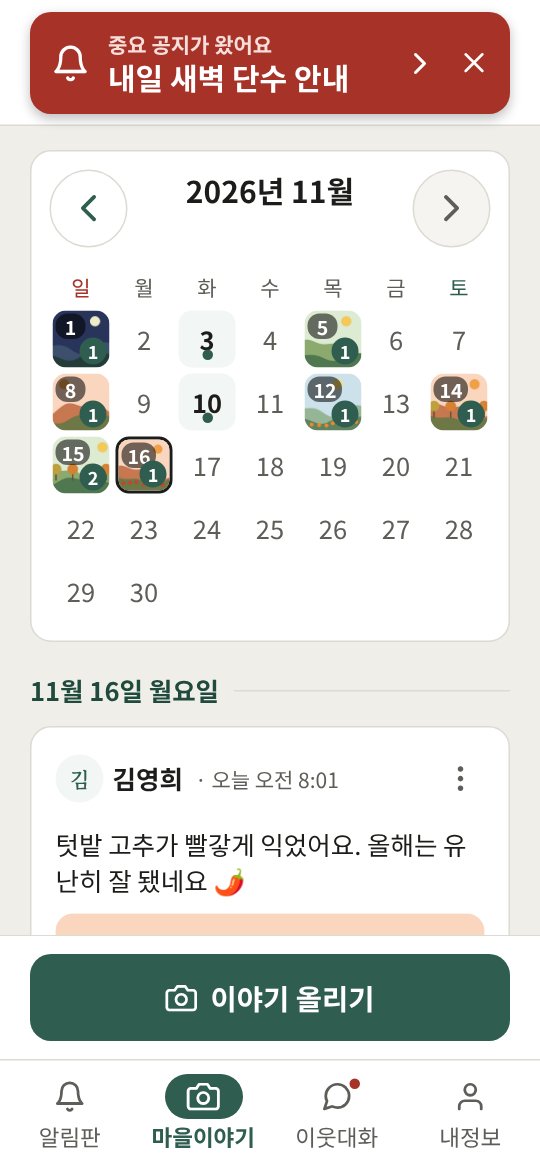 중요 공지가 왔어요
내일 새벽 단수 안내
2026년 11월
일 월 화 수 목 금 토
1 1 2 3 4 5 1 6 7
8 1 9 10 11 12 1 13 14 1
15 2 16 1 17 18 19 20 21
22 23 24 25 26 27 28
29 30
11월 16일 월요일
김 김영희 · 오늘 오전 8:01
텃밭 고추가 빨갛게 익었어요. 올해는 유
난히 잘 됐네요 🌶️
이야기 올리기
알림판 마을이야기 이웃대화 내정보